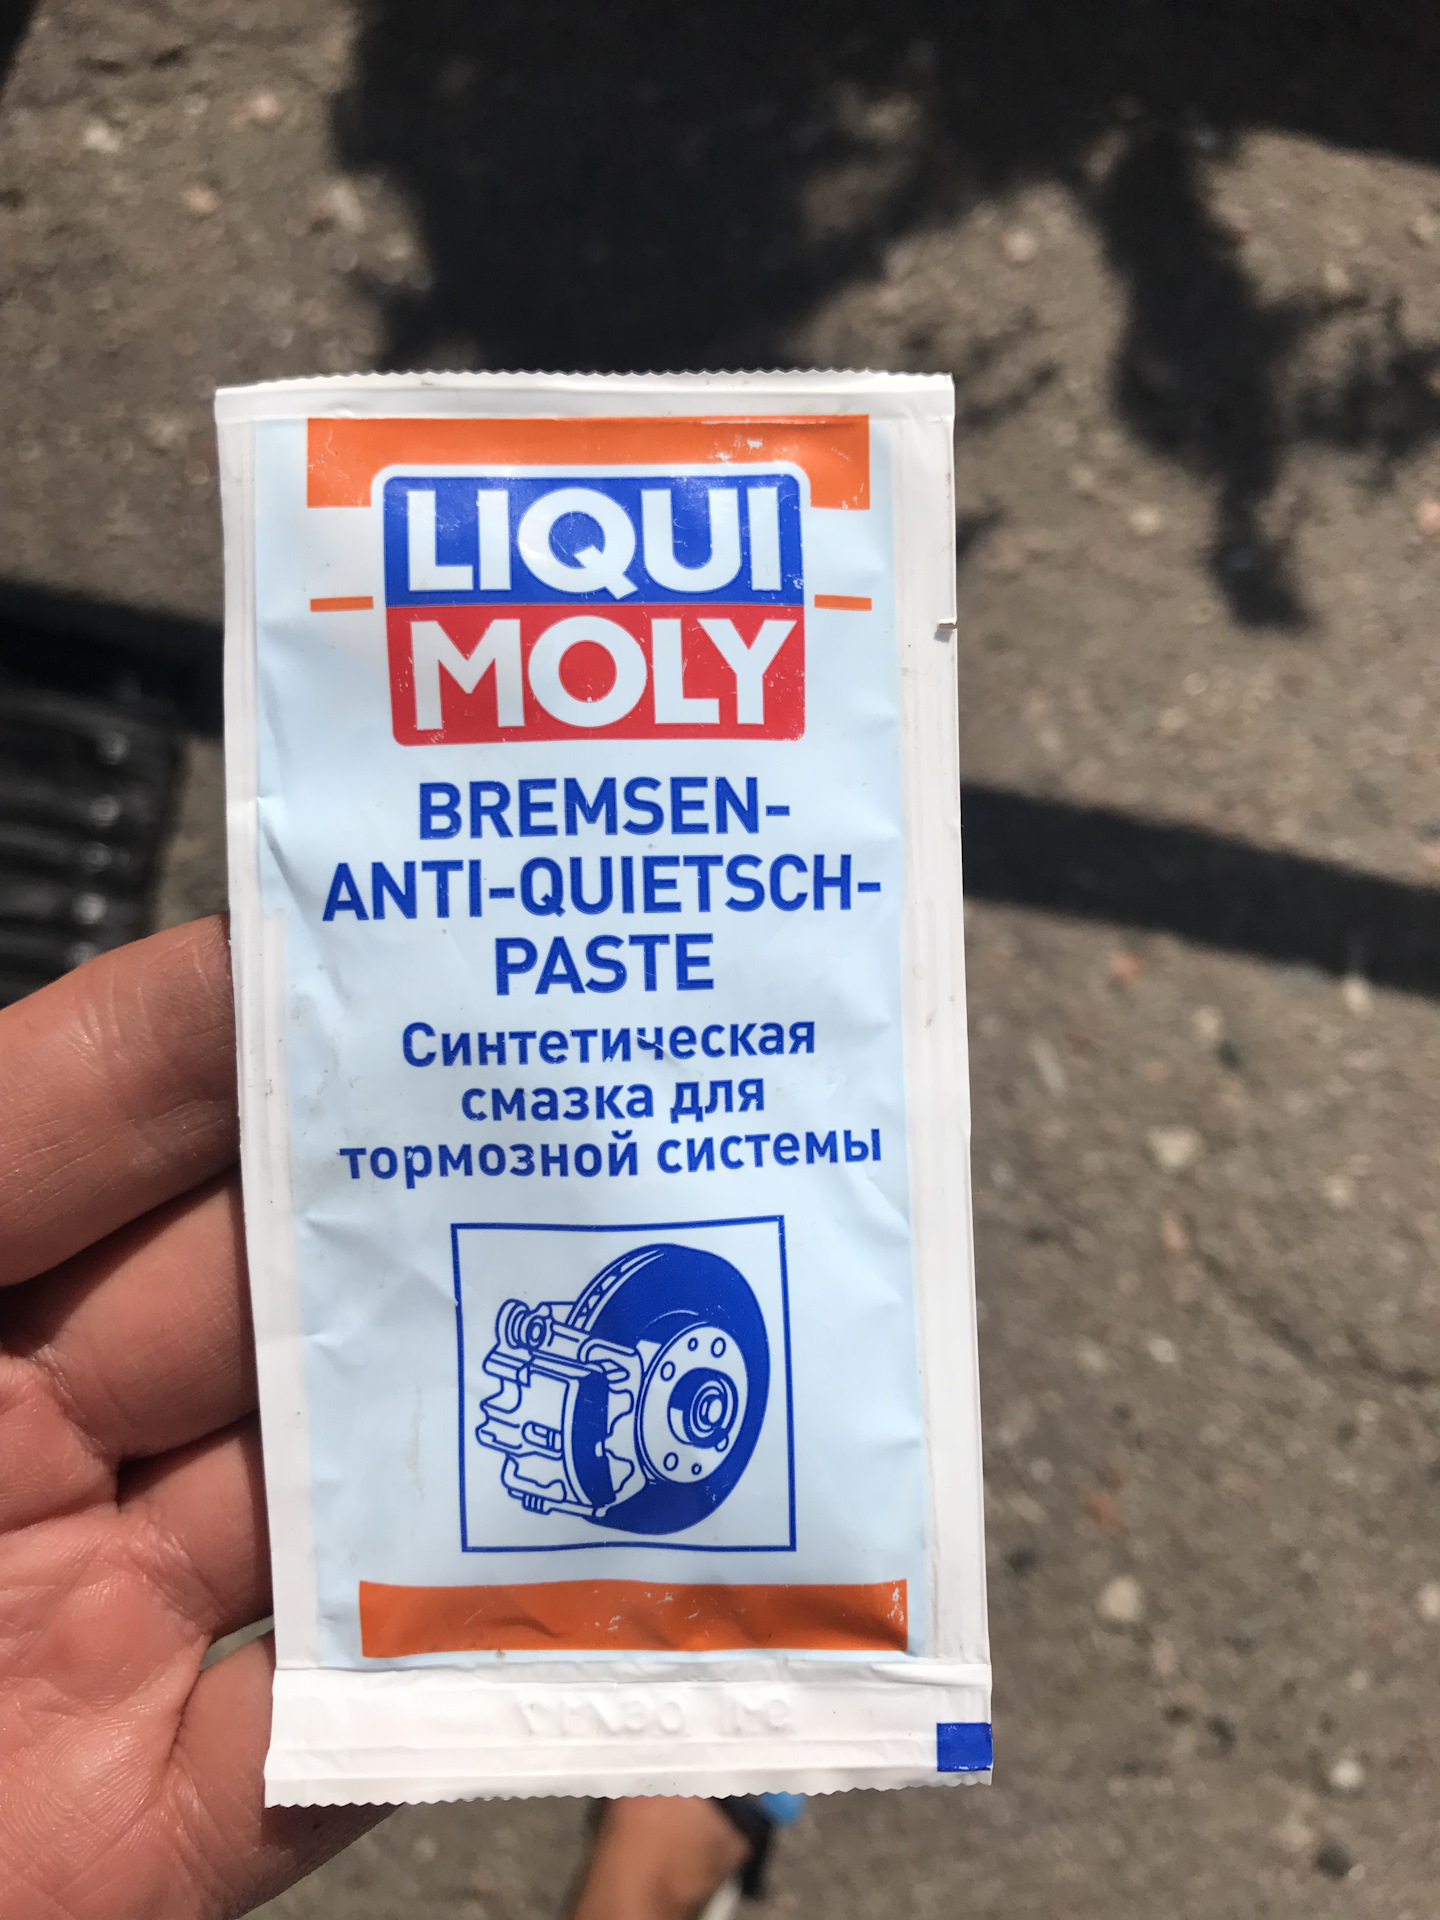 LIQUI
MOLY
BREMSEN-
ANTI-QUIETSCH-
PASTE
Синтетическая
смазка для
тормозной системы